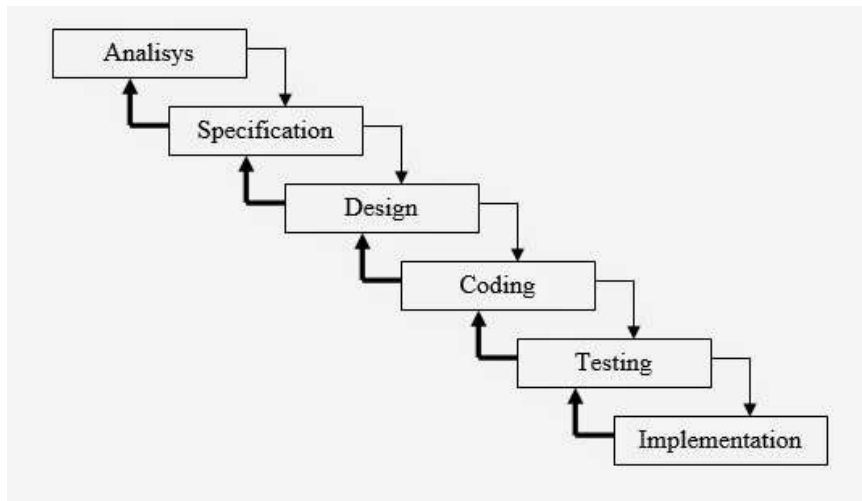 Analisys
Specification
Design
Coding
Testing
Implementation